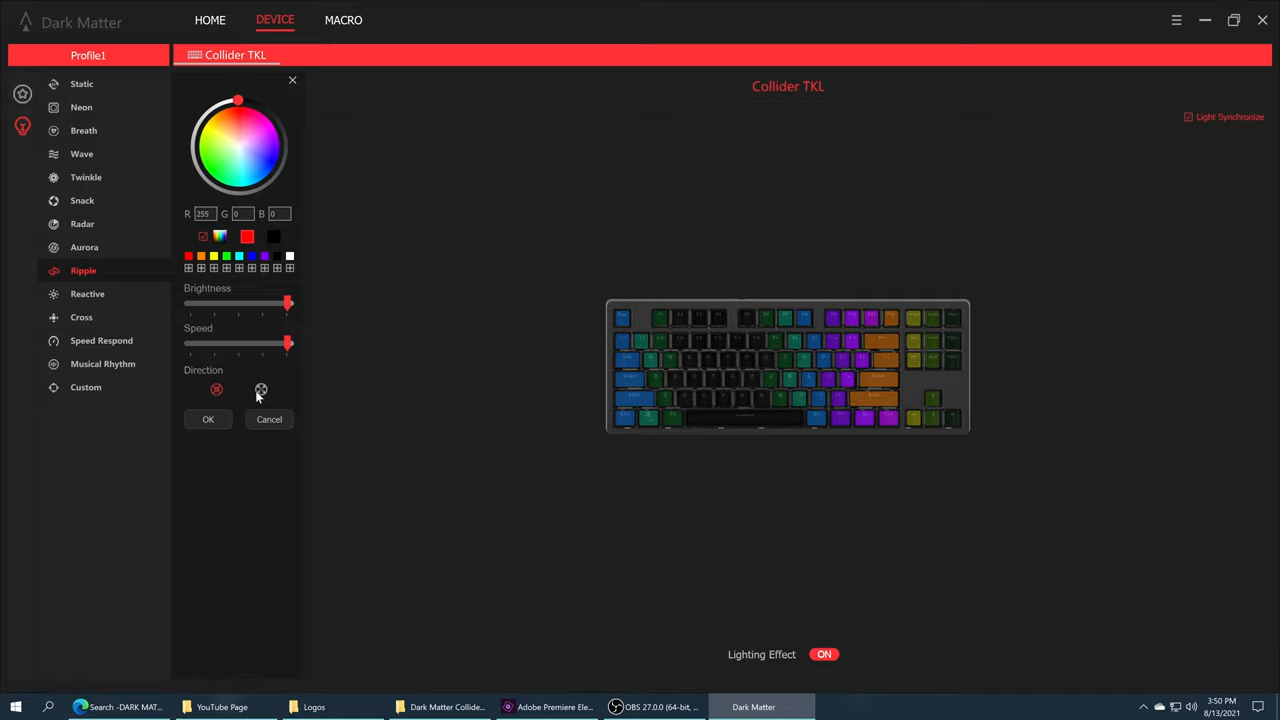 Dark Matter
HOME
DEVICE
MACRO
Profile1
Collider TKL
Static
Neon
Breath
Wave
Twinkle
Snack
Radar
Aurora
Ripple
Reactive
Cross
Speed Respond
Musical Rhythm
Custom
R 255 G 0 B 0
Brightness
Speed
Direction
OK
Cancel
Collider TKL
Light Synchronize
Lighting Effect ON
Search -DARK MAT...
YouTube Page
Logos
Dark Matter Collide...
Adobe Premiere Ele...
OBS 27.0.0 (64-bit, ...
Dark Matter
3:50 PM
8/13/2021